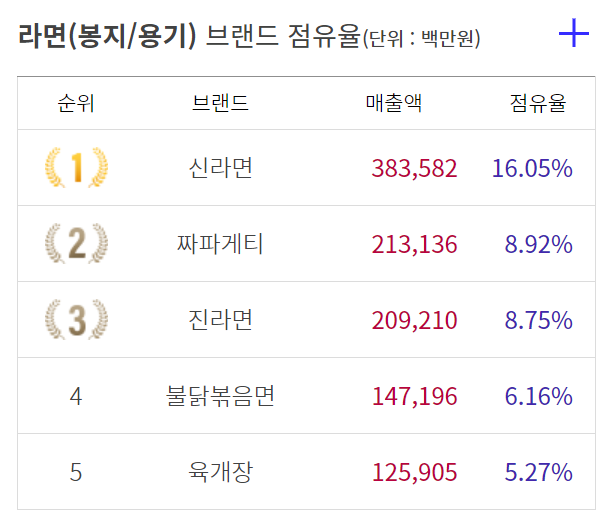 라면(봉지/용기) 브랜드 점유율(단위 : 백만원)
순위 브랜드 매출액 점유율
1 신라면 383,582 16.05%
2 짜파게티 213,136 8.92%
3 진라면 209,210 8.75%
4 불닭볶음면 147,196 6.16%
5 육개장 125,905 5.27%